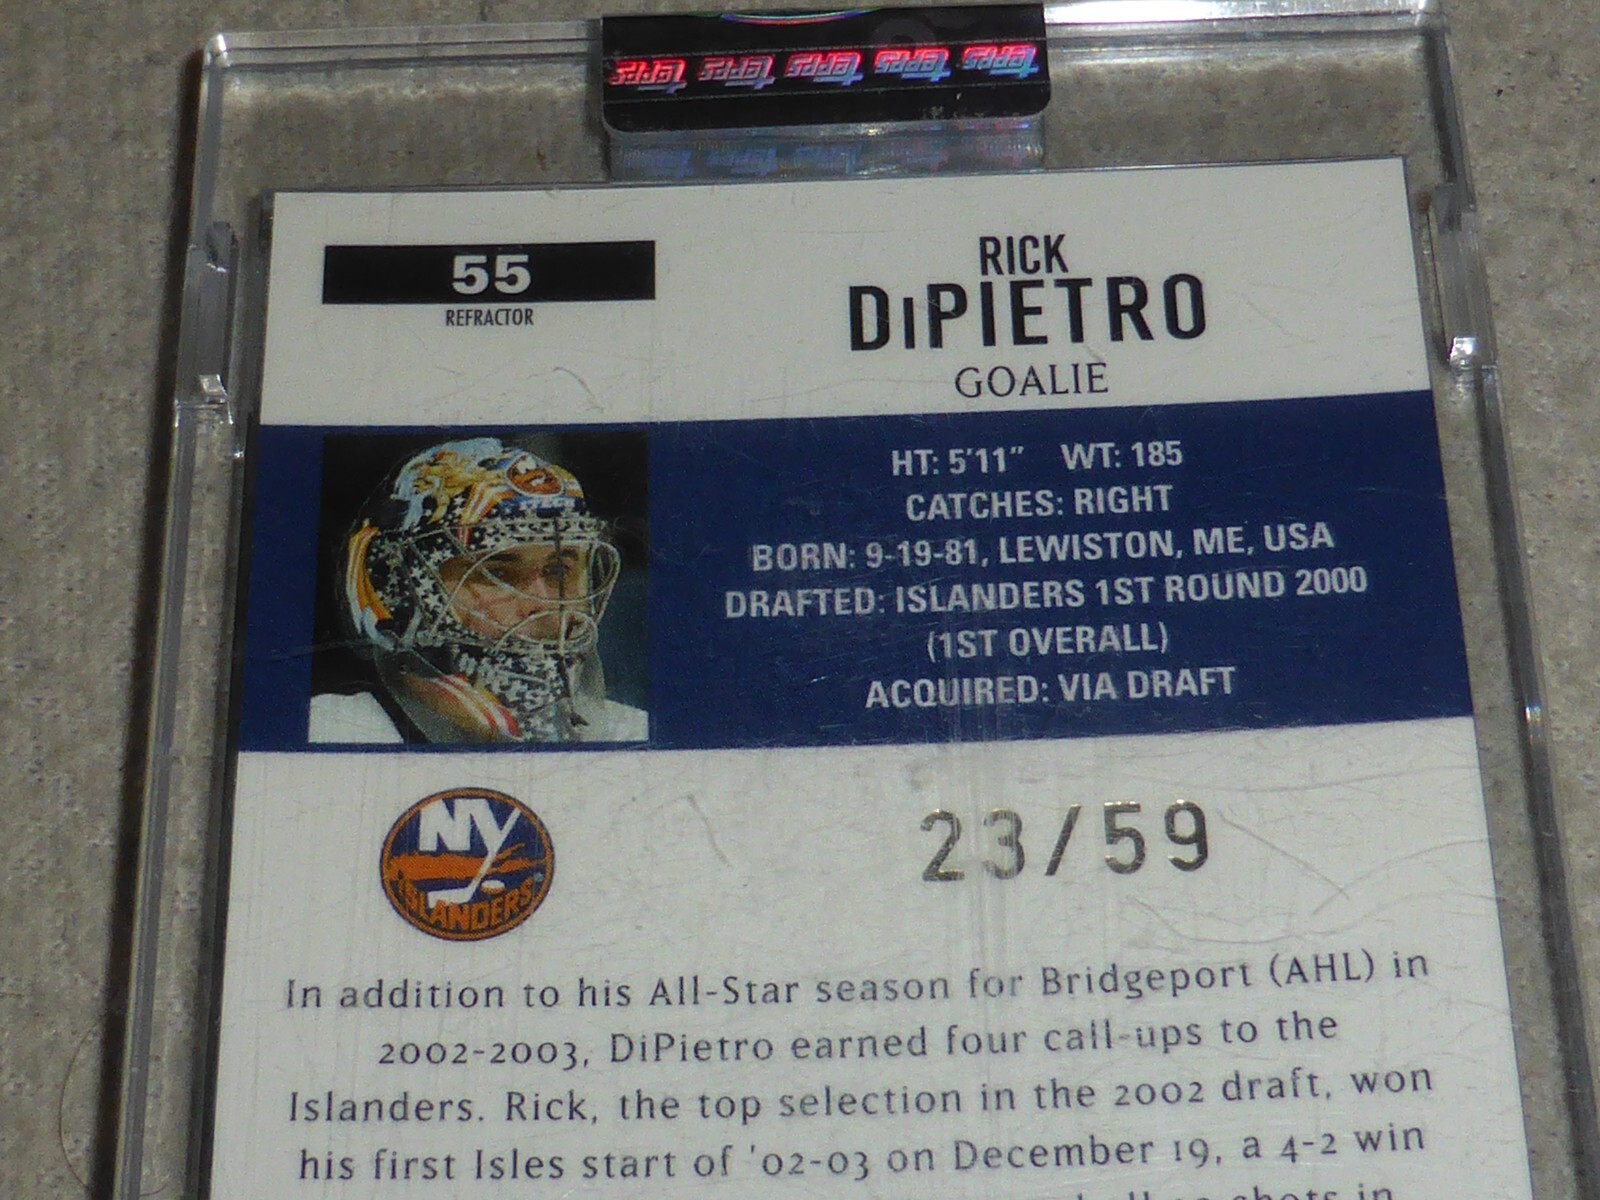 Topps Topps Topps Topps Topps
55
REFRACTOR
RICK
DiPIETRO
GOALIE
HT: 5'11" WT: 185
CATCHES: RIGHT
BORN: 9-19-81, LEWISTON, ME, USA
DRAFTED: ISLANDERS 1ST ROUND 2000
(1ST OVERALL)
ACQUIRED: VIA DRAFT
NY
ISLANDERS
23/59
In addition to his All-Star season for Bridgeport (AHL) in
2002-2003, DiPietro earned four call-ups to the
Islanders. Rick, the top selection in the 2002 draft, won
his first Isles start of '02-03 on December 19, a 4-2 win
shots in